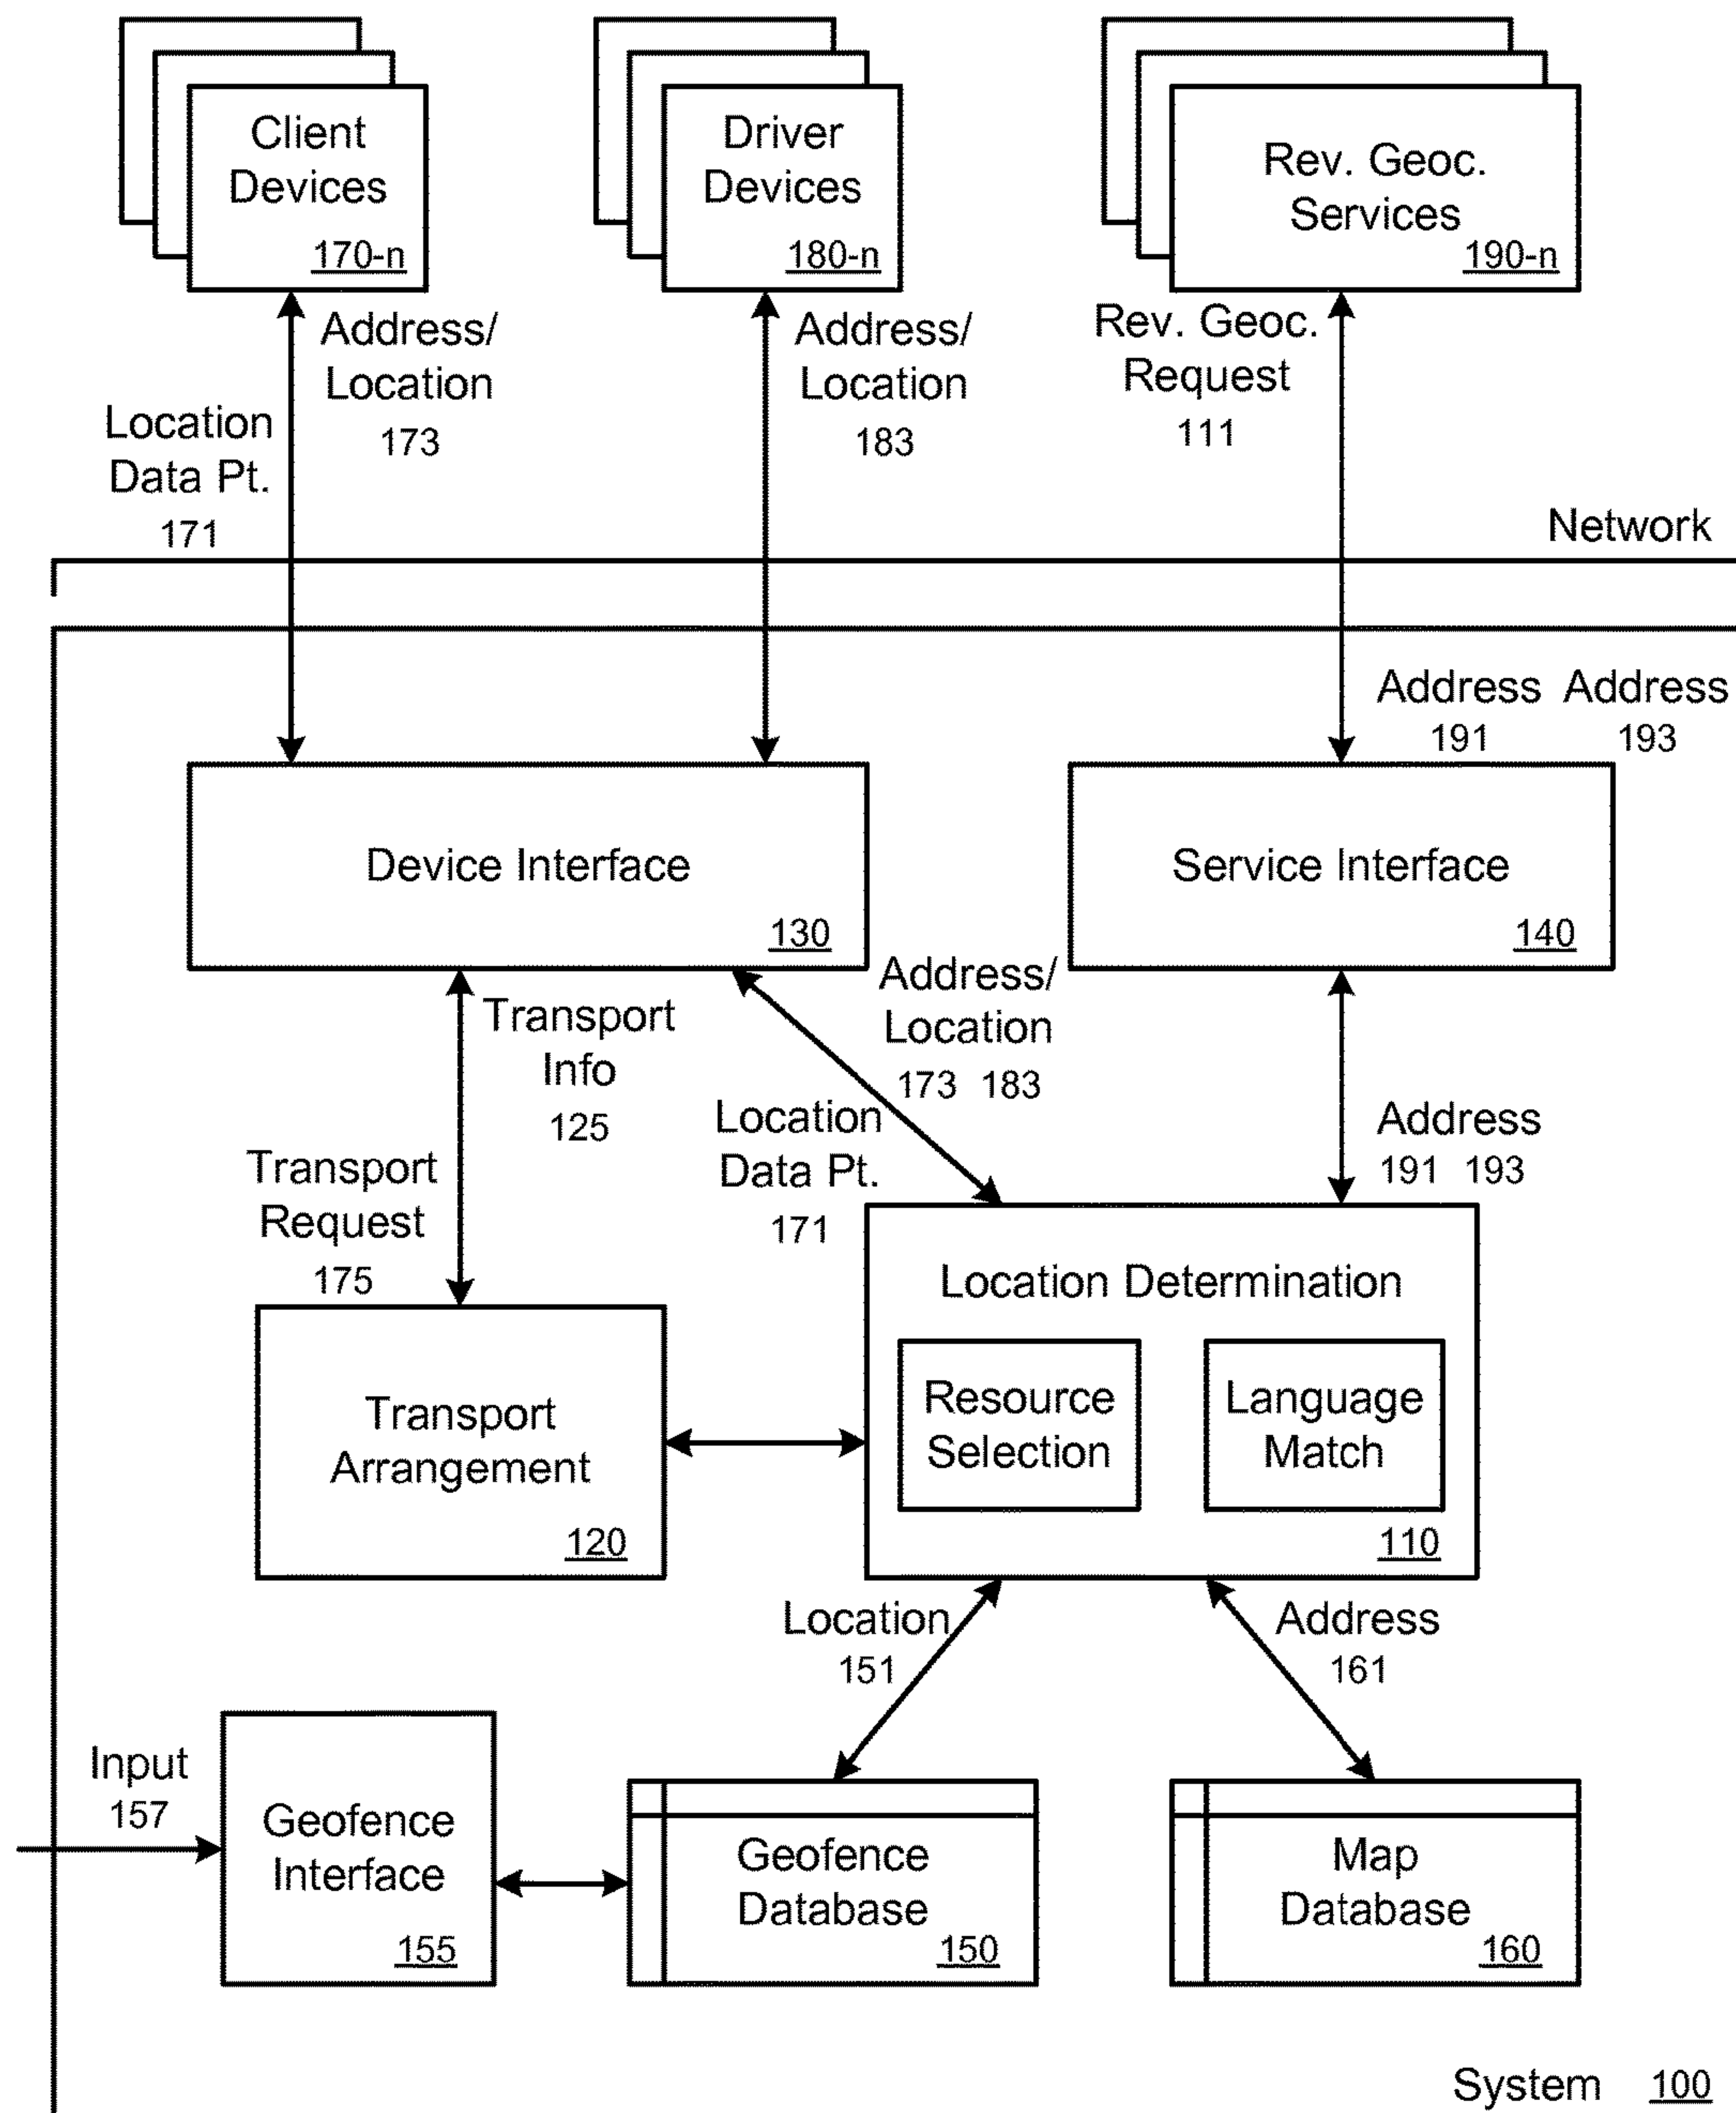 Client
Devices
170-n
Driver
Devices
180-n
Rev. Geoc.
Services
190-n
Address/
Location
173
Location
Data Pt.
171
Address/
Location
183
Rev. Geoc.
Request
111
Network
Address Address
191 193
Device Interface
130
Service Interface
140
Transport
Info
125
Transport
Request
175
Address/
Location
173 183
Location
Data Pt.
171
Address
191 193
Location Determination
Resource
Selection
Language
Match
110
Transport
Arrangement
120
Location
151
Address
161
Input
157
Geofence
Interface
155
Geofence
Database
150
Map
Database
160
System 100